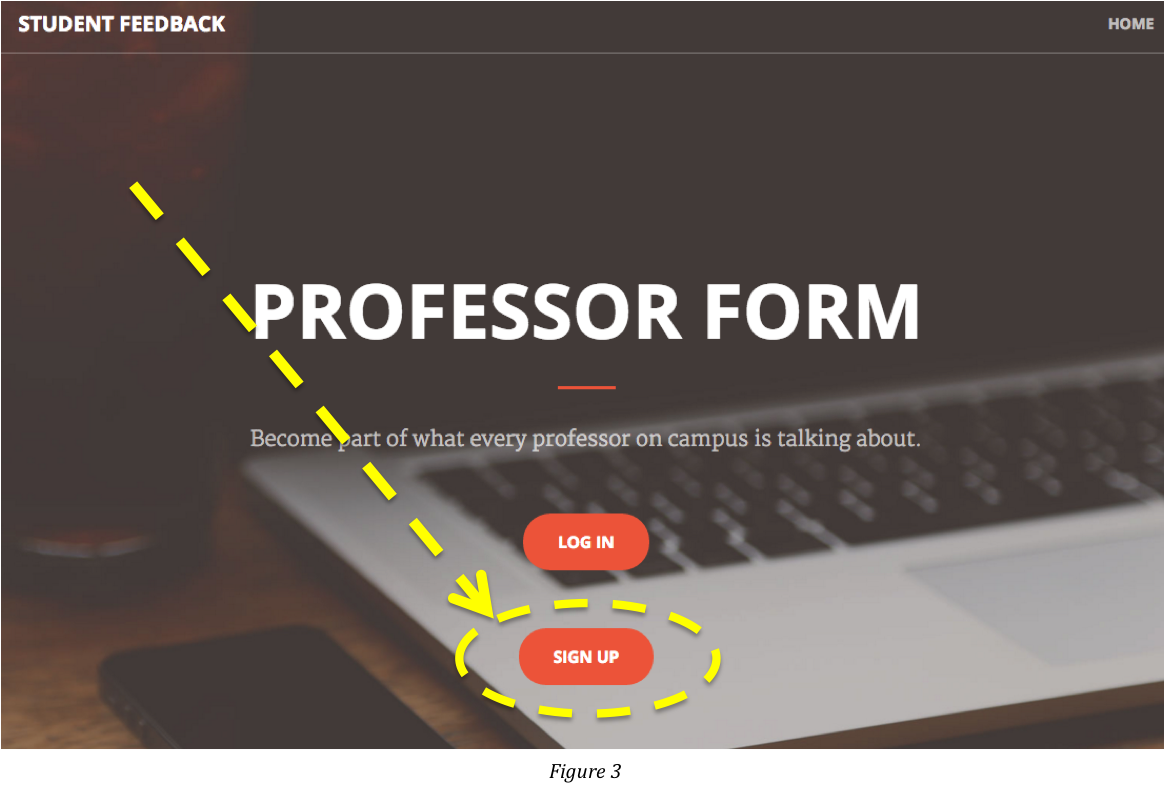 STUDENT FEEDBACK
HOME
PROFESSOR FORM
Become part of what every professor on campus is talking about.
LOG IN
SIGN UP
Figure 3